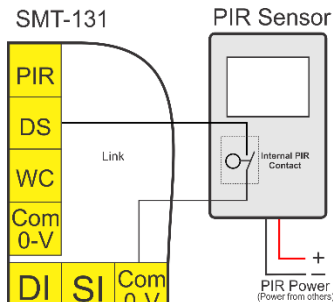 SMT-131
PIR Sensor
PIR
DS
Link
Internal PIR
Contact
WC
Com
0-V
DI
SI
Com
0-V
+
−
PIR Power
(Power from others)